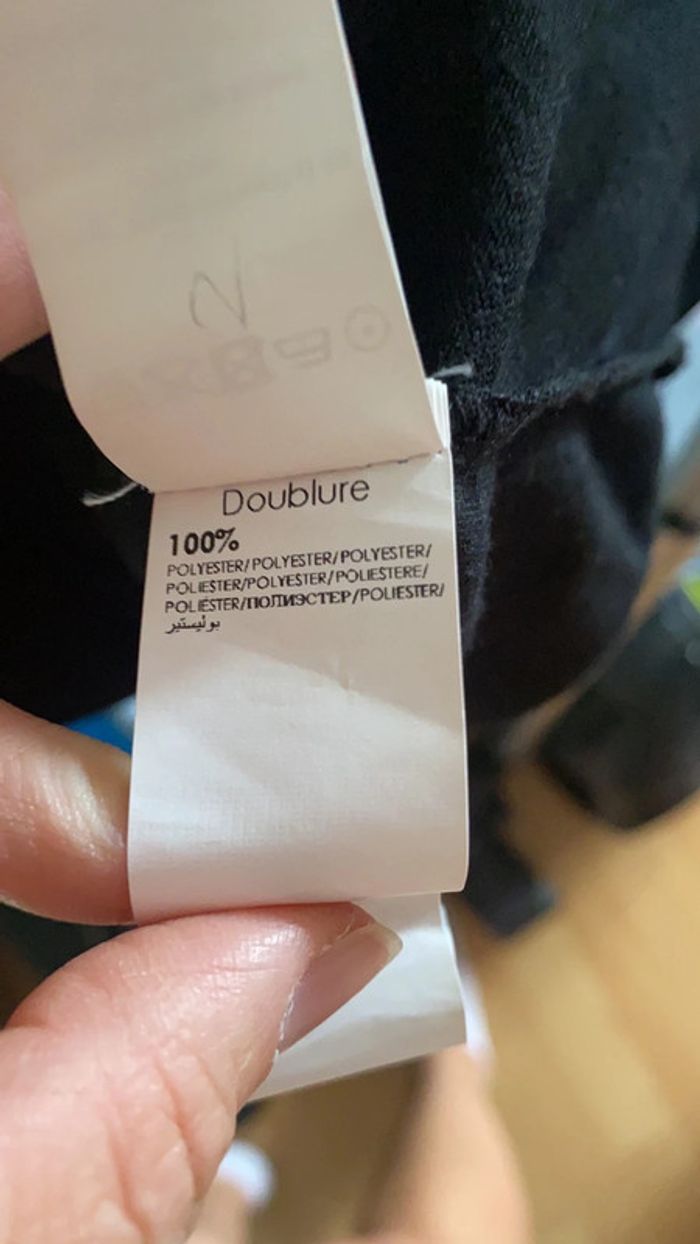 Doublure
100%
POLYESTER/POLYESTER/POLYESTER/
POLIESTER/POLYESTER/POLIESTERE/
POLIÉSTER/ПОЛИЭСТЕР/POLIESTER/
بوليستير